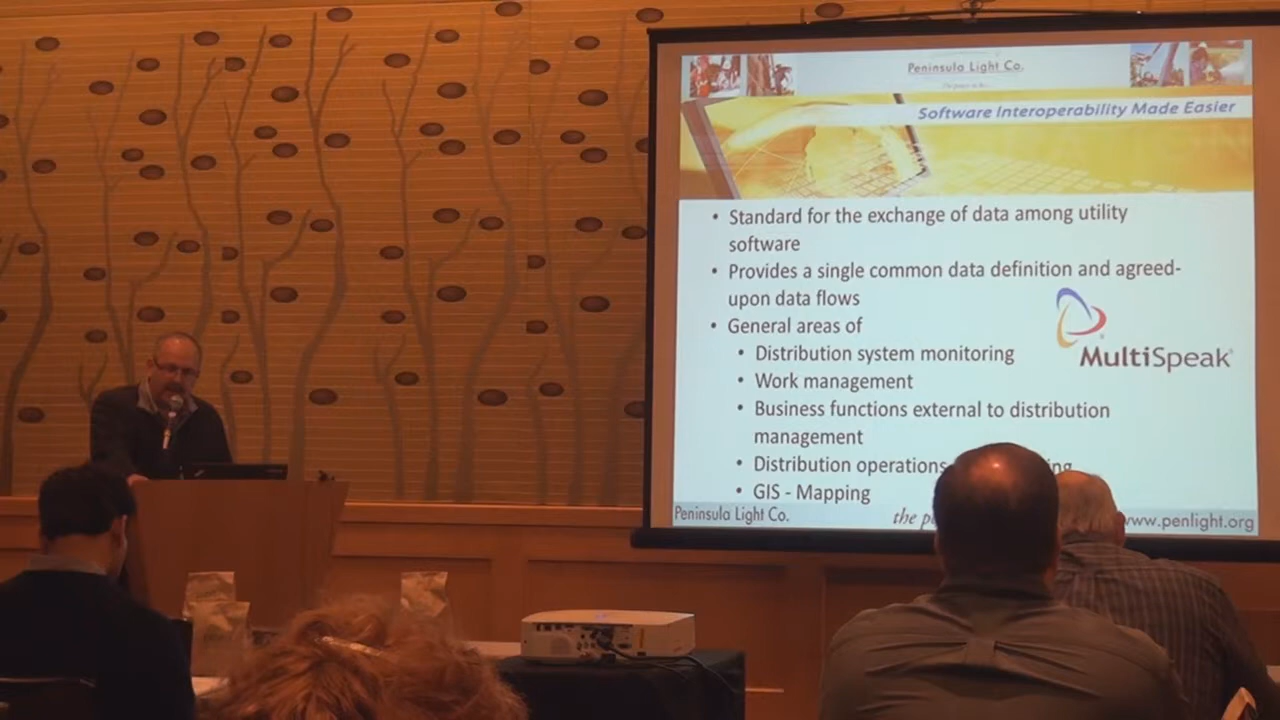 Peninsula Light Co.
Software Interoperability Made Easier
• Standard for the exchange of data among utility
software
• Provides a single common data definition and agreed-
upon data flows
• General areas of
• Distribution system monitoring
• Work management
• Business functions external to distribution
management
• Distribution operations
• GIS - Mapping
MultiSpeak
Peninsula Light Co.
the
www.penlight.org